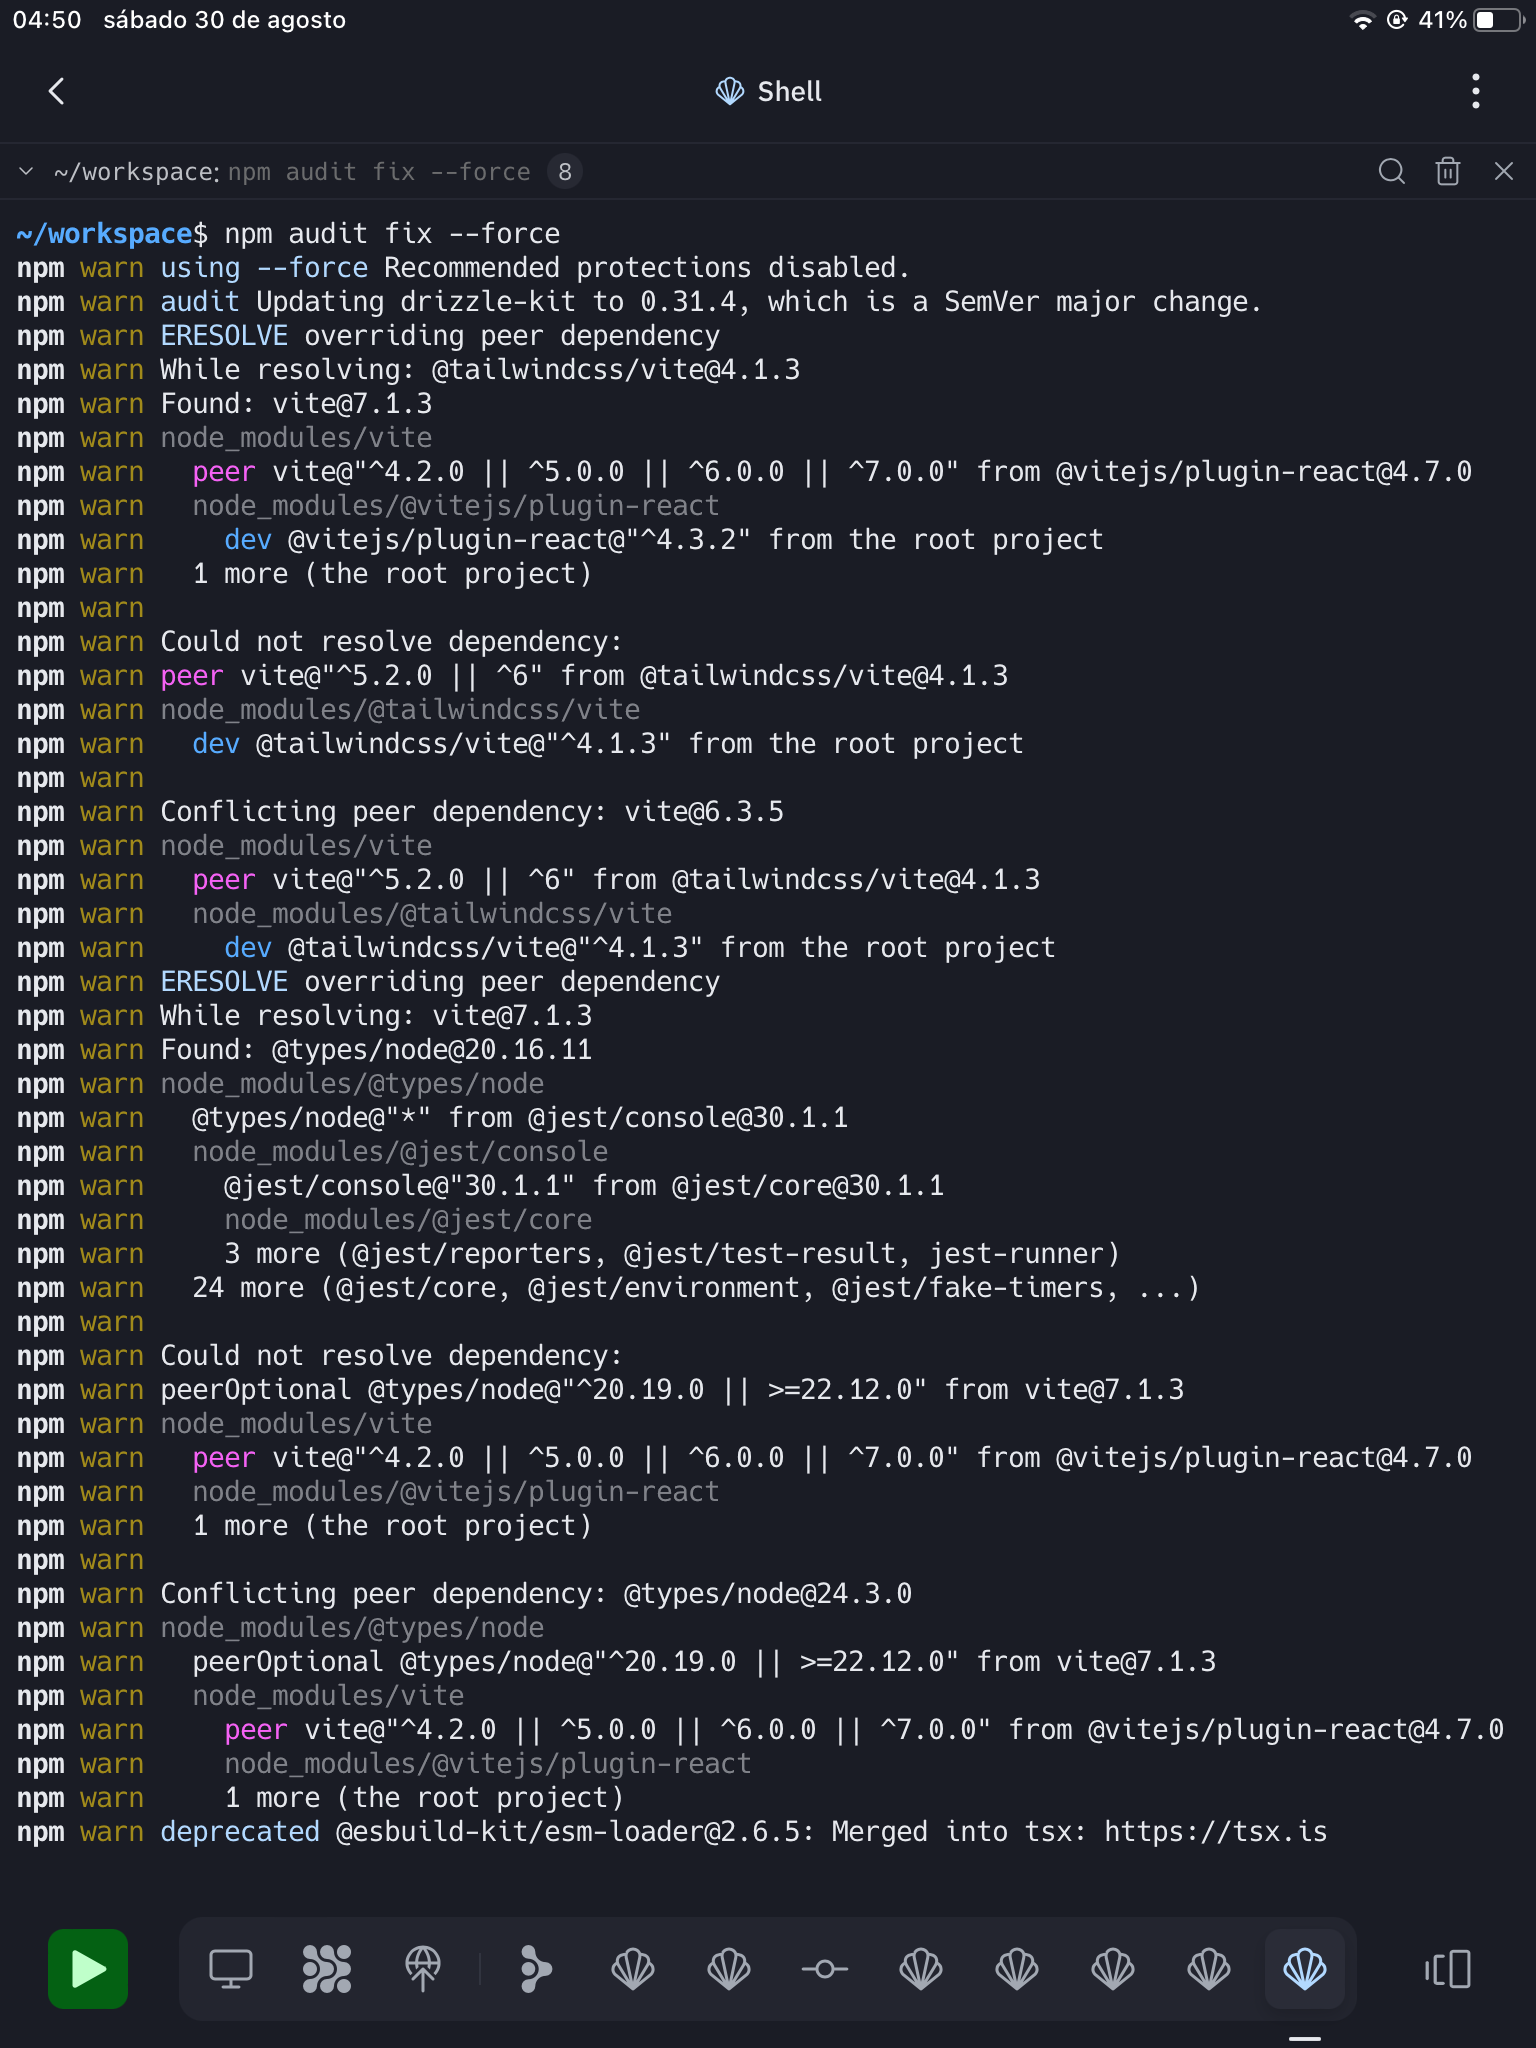 04:50 sábado 30 de agosto 41%
Shell
~/workspace: npm audit fix --force 8
~/workspace$ npm audit fix --force
npm warn using --force Recommended protections disabled.
npm warn audit Updating drizzle-kit to 0.31.4, which is a SemVer major change.
npm warn ERESOLVE overriding peer dependency
npm warn While resolving: @tailwindcss/vite@4.1.3
npm warn Found: vite@7.1.3
npm warn node_modules/vite
npm warn   peer vite@"^4.2.0 || ^5.0.0 || ^6.0.0 || ^7.0.0" from @vitejs/plugin-react@4.7.0
npm warn   node_modules/@vitejs/plugin-react
npm warn     dev @vitejs/plugin-react@"^4.3.2" from the root project
npm warn   1 more (the root project)
npm warn
npm warn Could not resolve dependency:
npm warn peer vite@"^5.2.0 || ^6" from @tailwindcss/vite@4.1.3
npm warn node_modules/@tailwindcss/vite
npm warn   dev @tailwindcss/vite@"^4.1.3" from the root project
npm warn
npm warn Conflicting peer dependency: vite@6.3.5
npm warn node_modules/vite
npm warn   peer vite@"^5.2.0 || ^6" from @tailwindcss/vite@4.1.3
npm warn   node_modules/@tailwindcss/vite
npm warn     dev @tailwindcss/vite@"^4.1.3" from the root project
npm warn ERESOLVE overriding peer dependency
npm warn While resolving: vite@7.1.3
npm warn Found: @types/node@20.16.11
npm warn node_modules/@types/node
npm warn   @types/node@"*" from @jest/console@30.1.1
npm warn   node_modules/@jest/console
npm warn     @jest/console@"30.1.1" from @jest/core@30.1.1
npm warn     node_modules/@jest/core
npm warn     3 more (@jest/reporters, @jest/test-result, jest-runner)
npm warn   24 more (@jest/core, @jest/environment, @jest/fake-timers, ...)
npm warn
npm warn Could not resolve dependency:
npm warn peerOptional @types/node@"^20.19.0 || >=22.12.0" from vite@7.1.3
npm warn node_modules/vite
npm warn   peer vite@"^4.2.0 || ^5.0.0 || ^6.0.0 || ^7.0.0" from @vitejs/plugin-react@4.7.0
npm warn   node_modules/@vitejs/plugin-react
npm warn   1 more (the root project)
npm warn
npm warn Conflicting peer dependency: @types/node@24.3.0
npm warn node_modules/@types/node
npm warn   peerOptional @types/node@"^20.19.0 || >=22.12.0" from vite@7.1.3
npm warn   node_modules/vite
npm warn     peer vite@"^4.2.0 || ^5.0.0 || ^6.0.0 || ^7.0.0" from @vitejs/plugin-react@4.7.0
npm warn     node_modules/@vitejs/plugin-react
npm warn     1 more (the root project)
npm warn deprecated @esbuild-kit/esm-loader@2.6.5: Merged into tsx: https://tsx.is